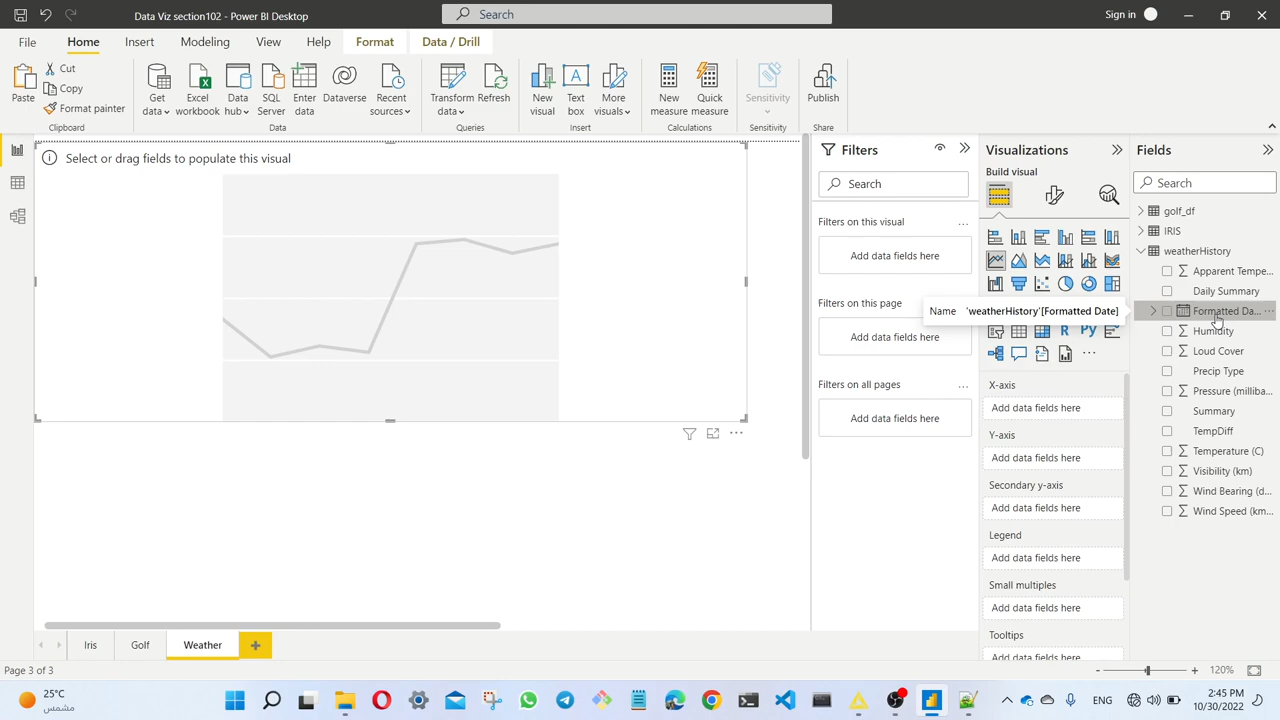 Data Viz section102 - Power BI Desktop
Search
Sign in
File
Home
Insert
Modeling
View
Help
Format
Data / Drill
Paste
Cut
Copy
Format painter
Clipboard
Get data
Excel workbook
Data hub
SQL Server
Enter data
Dataverse
Recent sources
Data
Transform data
Refresh
Queries
New visual
Text box
More visuals
Insert
New measure
Quick measure
Calculations
Sensitivity
Sensitivity
Publish
Share
Select or drag fields to populate this visual
Filters
Search
Filters on this visual
...
Add data fields here
Filters on this page
Add data fields here
Filters on all pages
...
Add data fields here
Visualizations
Build visual
R
Py
...
X-axis
Add data fields here
Y-axis
Add data fields here
Secondary y-axis
Add data fields here
Legend
Add data fields here
Small multiples
Add data fields here
Tooltips
Add data fields here
Name 'weatherHistory'[Formatted Date]
Fields
Search
golf_df
IRIS
weatherHistory
Apparent Tempe...
Daily Summary
Formatted Da... ...
Humidity
Loud Cover
Precip Type
Pressure (milliba...
Summary
TempDiff
Temperature (C)
Visibility (km)
Wind Bearing (d...
Wind Speed (km...
Iris
Golf
Weather
Page 3 of 3
- + 120%
25°C
مشمس
ENG
2:45 PM
10/30/2022